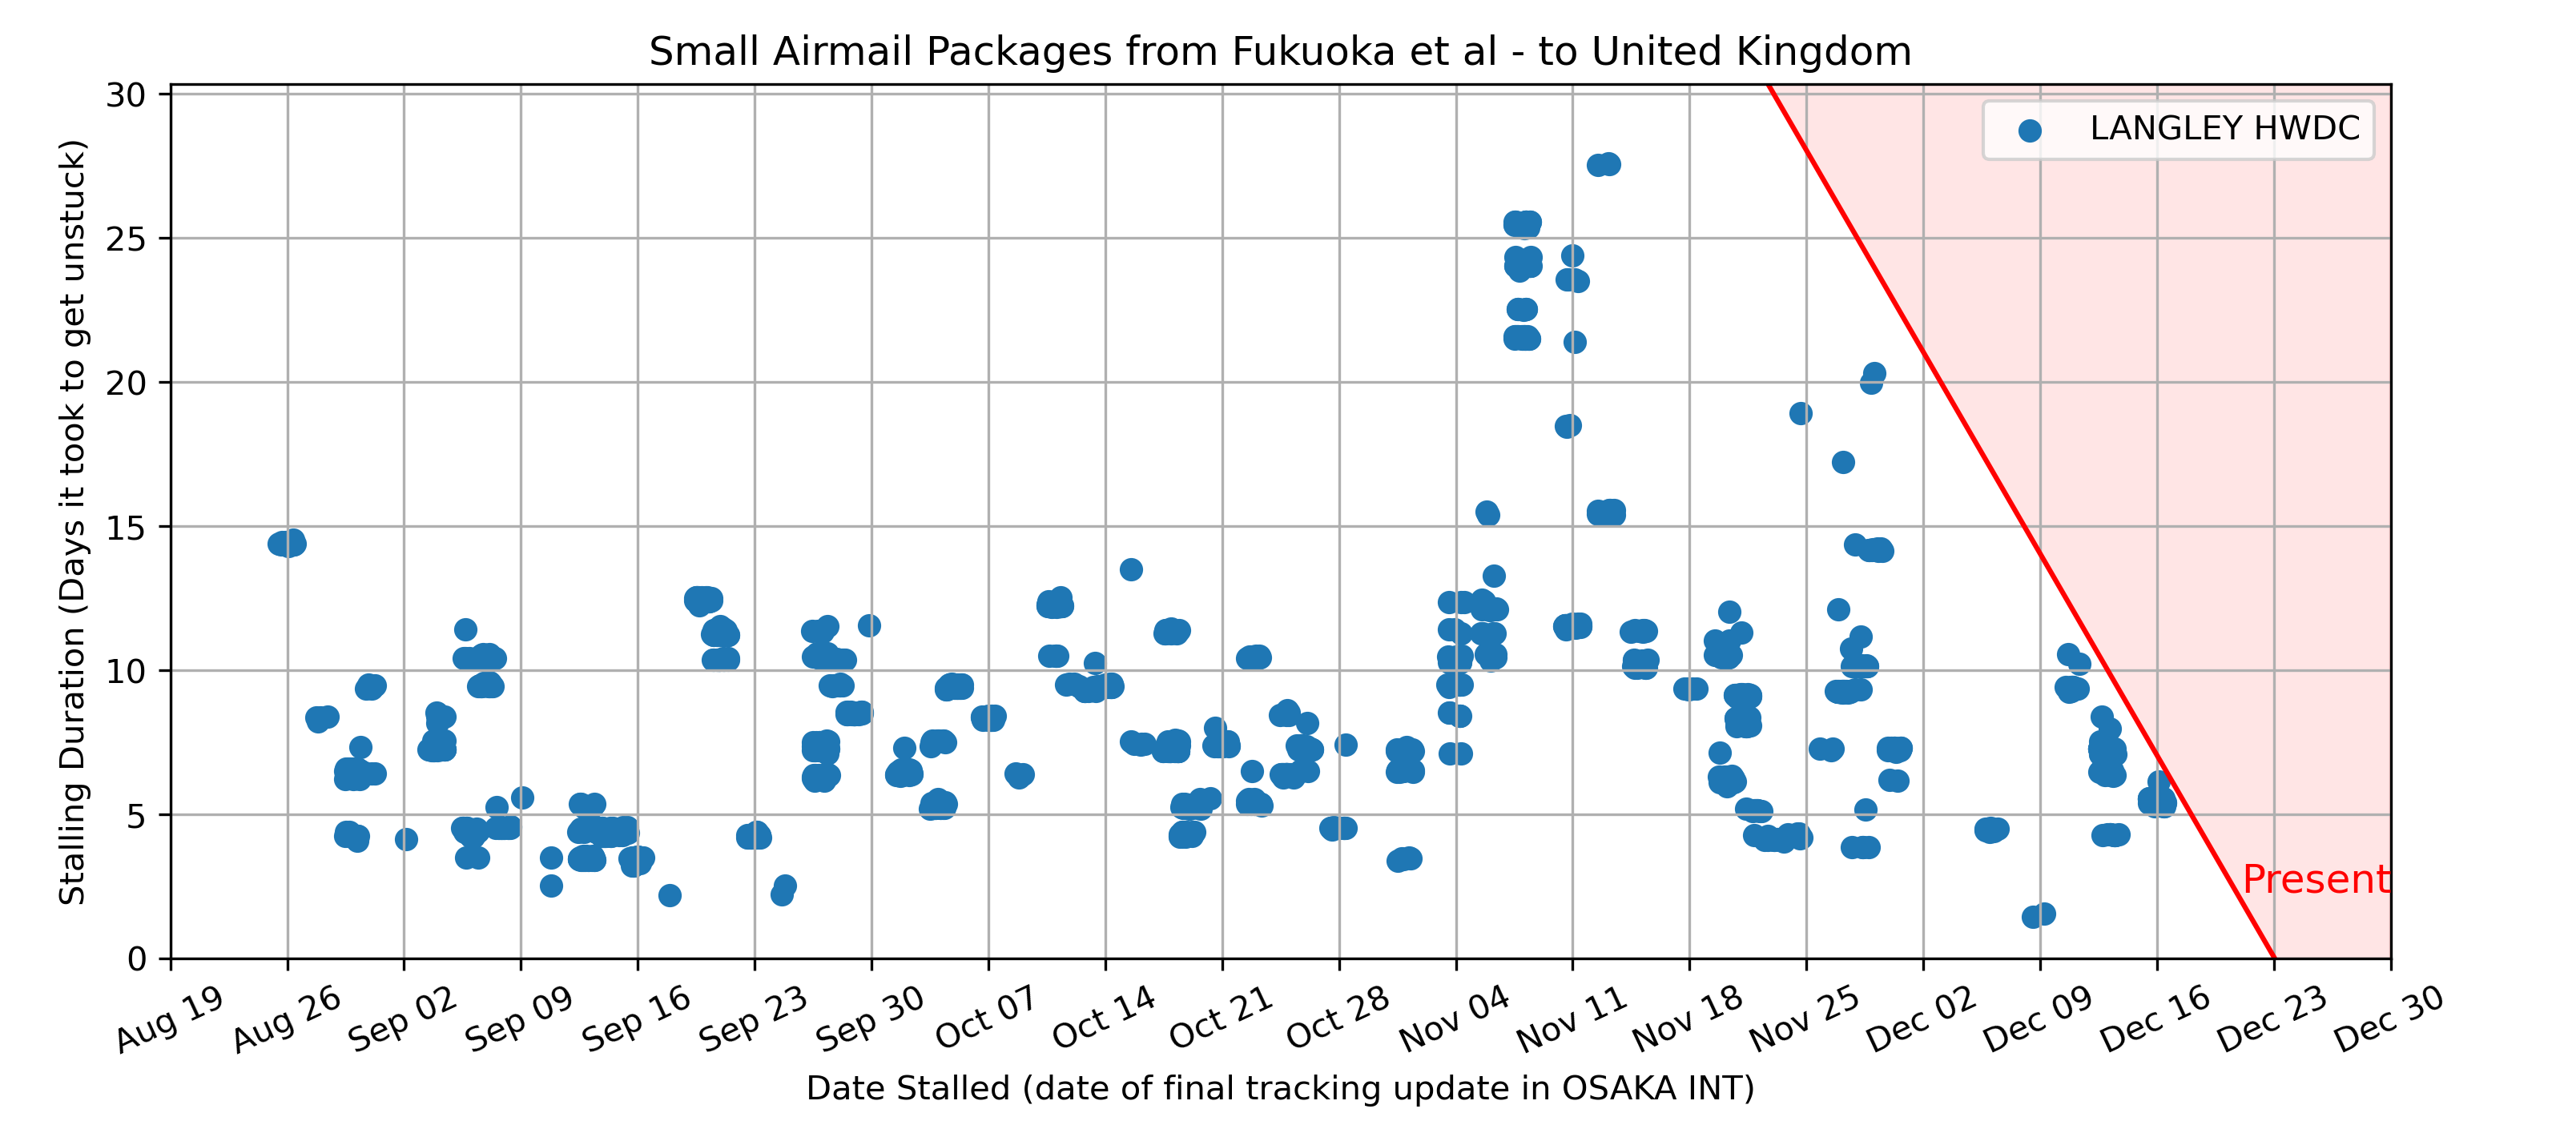 Small Airmail Packages from Fukuoka et al - to United Kingdom
Stalling Duration (Days it took to get unstuck)
30
25
20
15
10
5
0
LANGLEY HWDC
Present
Aug 19
Aug 26
Sep 02
Sep 09
Sep 16
Sep 23
Sep 30
Oct 07
Oct 14
Oct 21
Oct 28
Nov 04
Nov 11
Nov 18
Nov 25
Dec 02
Dec 09
Dec 16
Dec 23
Dec 30
Date Stalled (date of final tracking update in OSAKA INT)